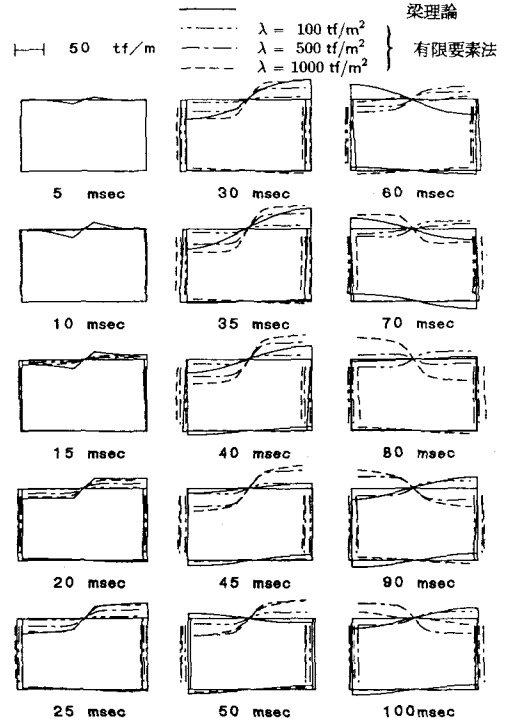 梁理論
50 tf/m
λ = 100 tf/m²
λ = 500 tf/m²
λ = 1000 tf/m²
有限要素法
5 msec
30 msec
60 msec
10 msec
35 msec
70 msec
15 msec
40 msec
80 msec
20 msec
45 msec
90 msec
25 msec
50 msec
100msec